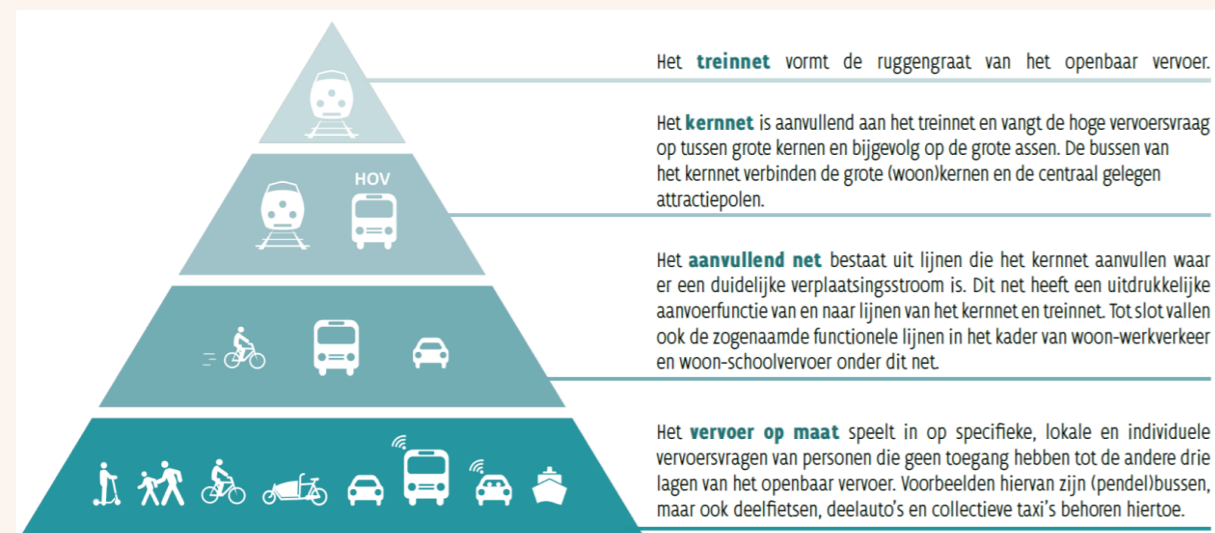 Het treinnet vormt de ruggengraat van het openbaar vervoer.
Het kernnet is aanvullend aan het treinnet en vangt de hoge vervoersvraag
op tussen grote kernen en bijgevolg op de grote assen. De bussen van
het kernnet verbinden de grote (woon)kernen en de centraal gelegen
attractiepolen.
HOV
Het aanvullend net bestaat uit lijnen die het kernnet aanvullen waar
er een duidelijke verplaatsingsstroom is. Dit net heeft een uitdrukkelijke
aanvoerfunctie van en naar lijnen van het kernnet en treinnet. Tot slot vallen
ook de zogenaamde functionele lijnen in het kader van woon-werkverkeer
en woon-schoolvervoer onder dit net.
Het vervoer op maat speelt in op specifieke, lokale en individuele
vervoersvragen van personen die geen toegang hebben tot de andere drie
lagen van het openbaar vervoer. Voorbeelden hiervan zijn (pendel)bussen,
maar ook deelfietsen, deelauto's en collectieve taxi's behoren hiertoe.